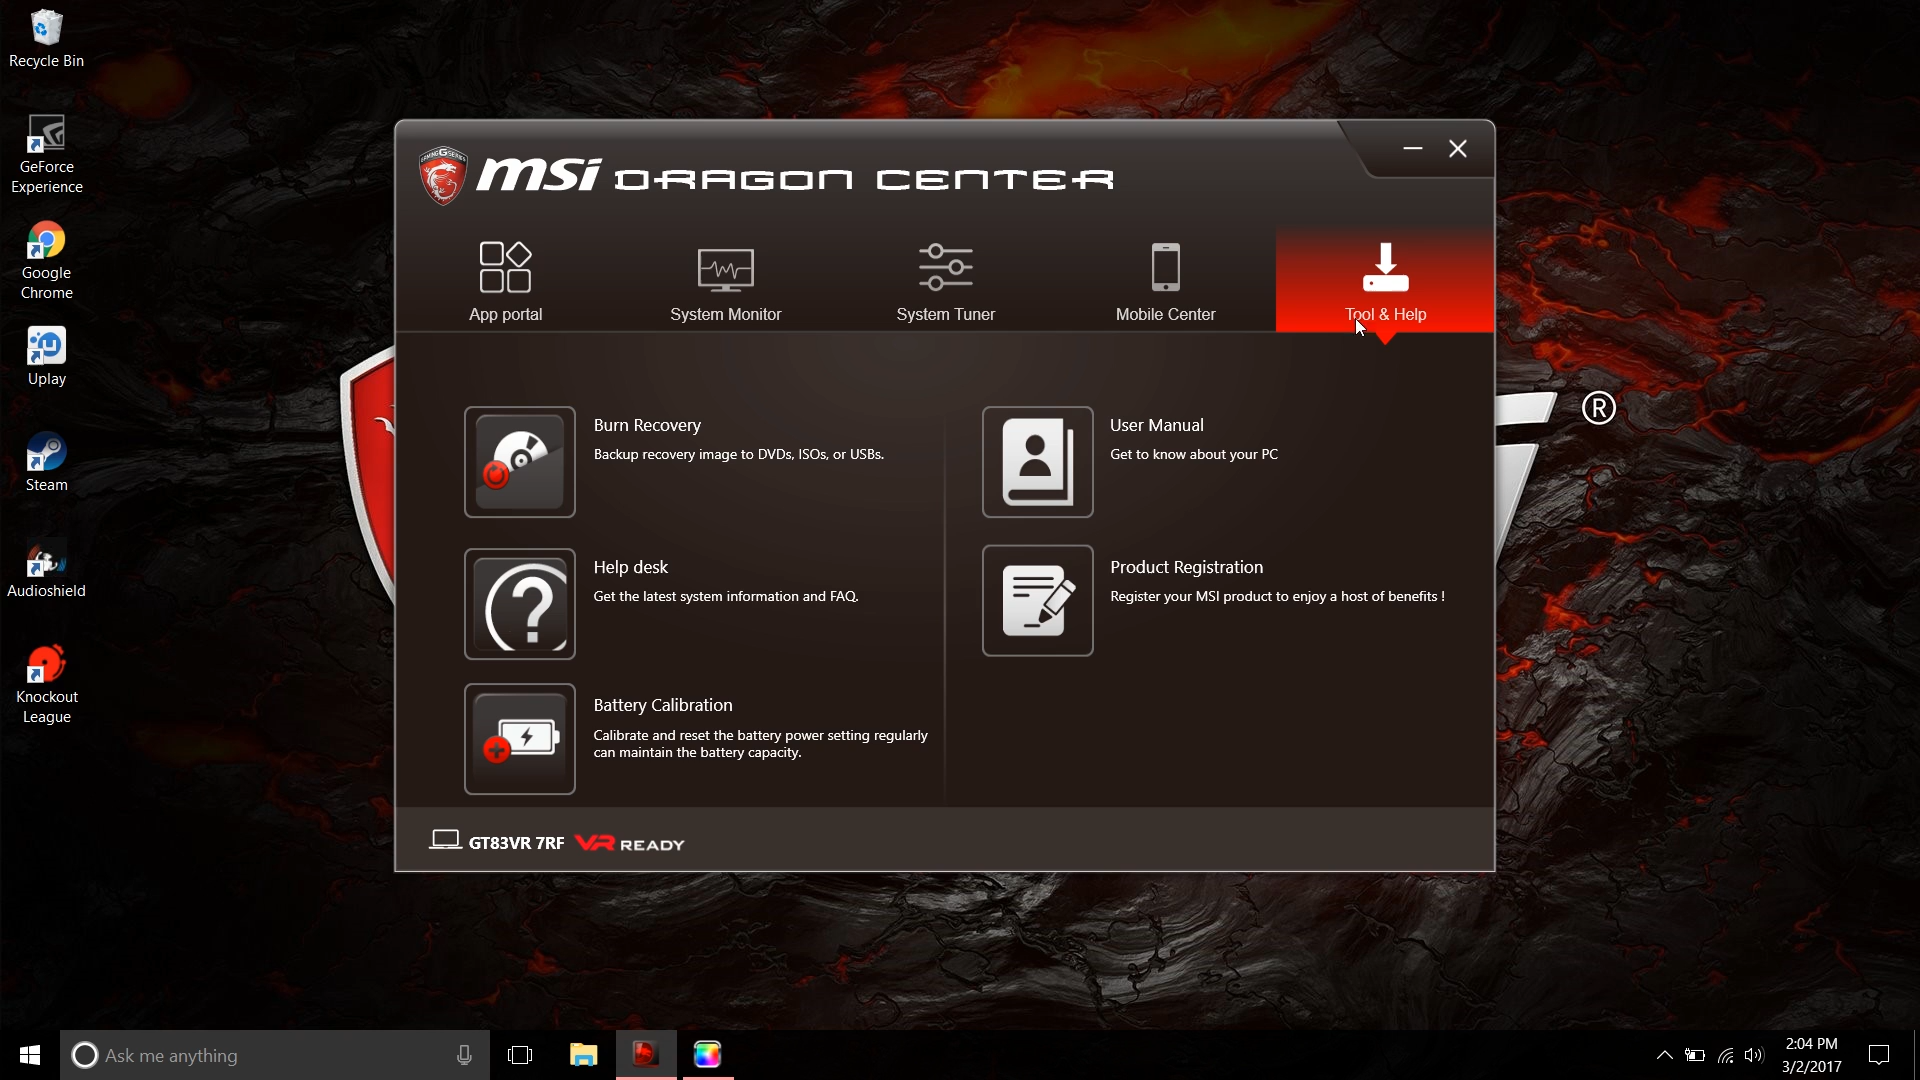 Recycle Bin
GeForce
Experience
Google
Chrome
Uplay
Steam
Audioshield
Knockout
League
msi DRAGON CENTER
App portal
System Monitor
System Tuner
Mobile Center
Tool & Help
Burn Recovery
Backup recovery image to DVDs, ISOs, or USBs.
Help desk
Get the latest system information and FAQ.
Battery Calibration
Calibrate and reset the battery power setting regularly
can maintain the battery capacity.
User Manual
Get to know about your PC
Product Registration
Register your MSI product to enjoy a host of benefits !
GT83VR 7RF VR READY
®
Ask me anything
2:04 PM
3/2/2017